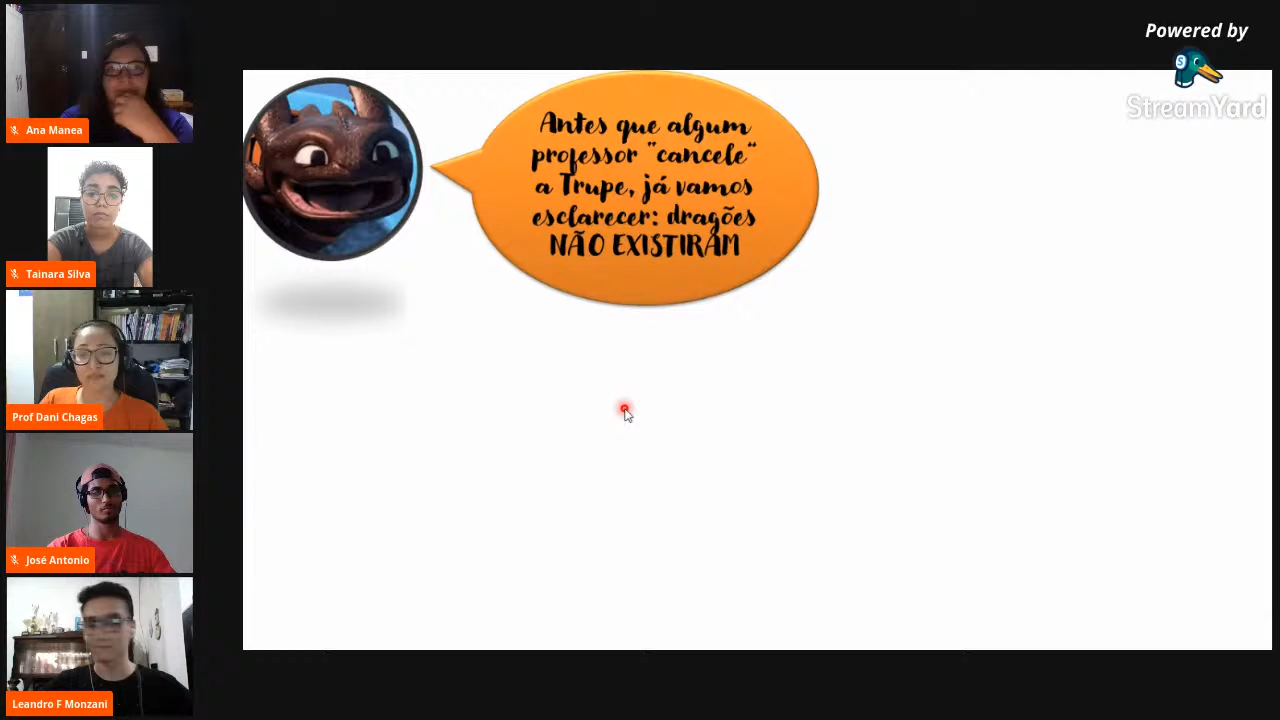 Powered by
StreamYard
Ana Manea
Tainara Silva
Prof Dani Chagas
José Antonio
Leandro F Monzani
Antes que algum
professor "cancele"
a Trupe, já vamos
esclarecer: dragões
NÃO EXISTIRAM